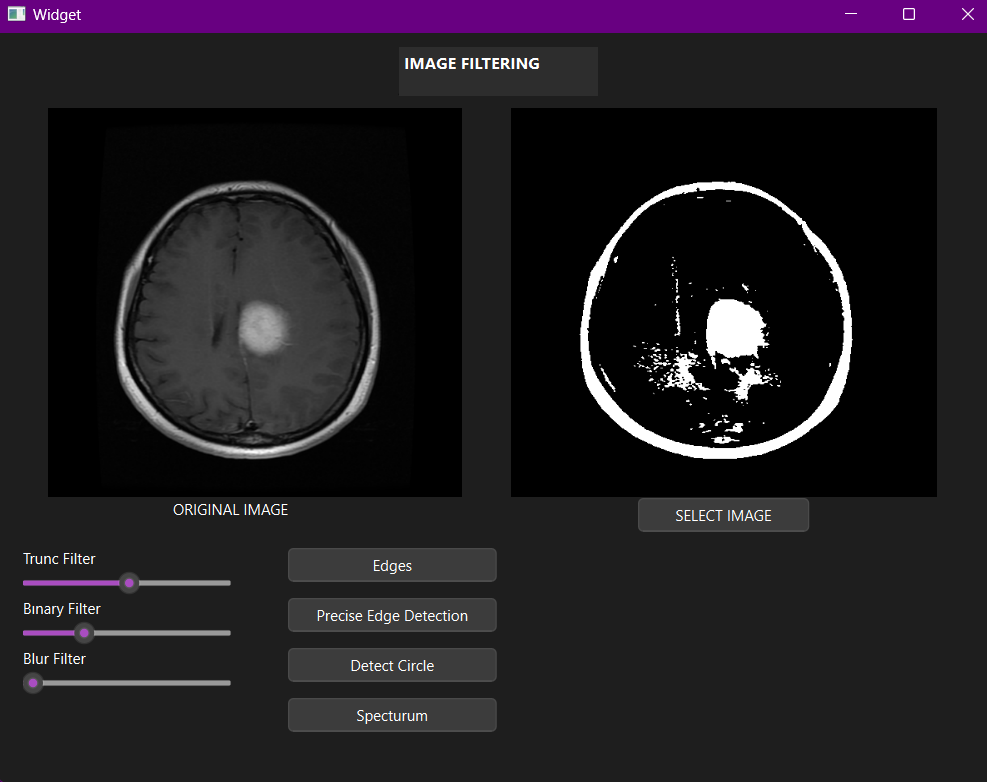 Widget
IMAGE FILTERING
ORIGINAL IMAGE
SELECT IMAGE
Trunc Filter
Edges
Bınary Filter
Precise Edge Detection
Blur Filter
Detect Circle
Specturum